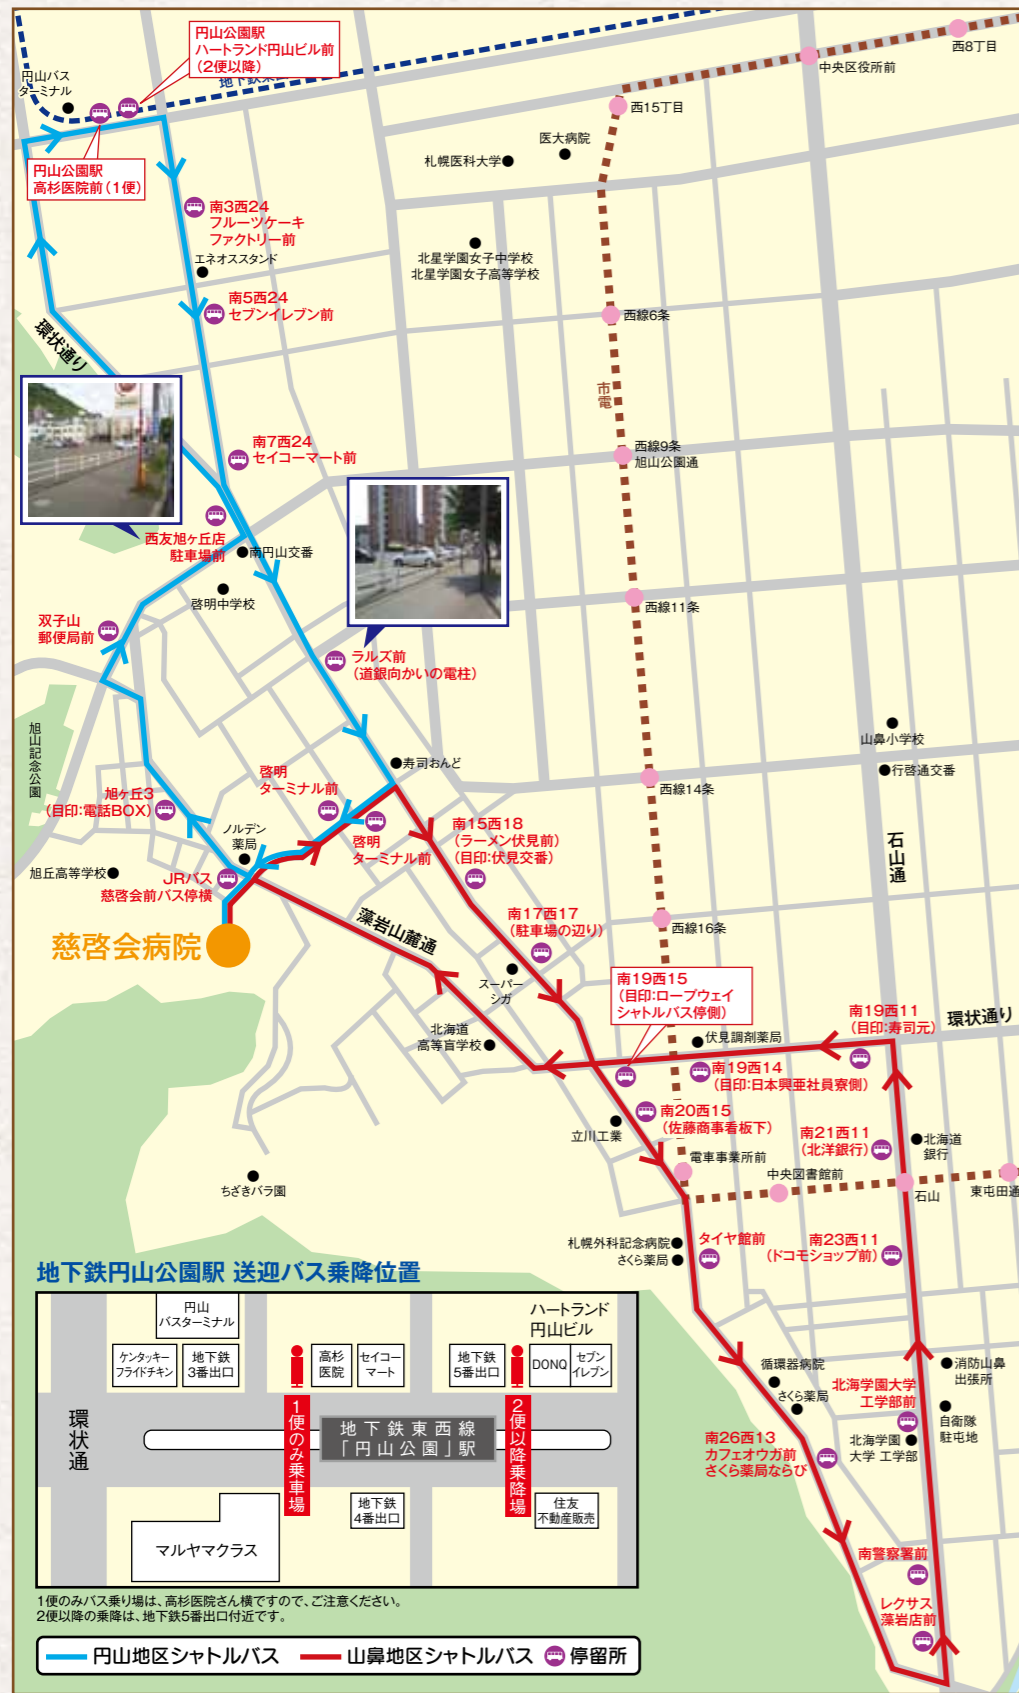 西8丁目
中央区役所前
円山公園駅
ハートランド円山ビル前
(2便以降)
円山バス
ターミナル
西15丁目
医大病院
札幌医科大学
円山公園駅
高杉医院前(1便)
南3西24
フルーツケーキ
ファクトリー前
エネオススタンド
北星学園女子中学校
北星学園女子高等学校
南5西24
セブンイレブン前
西線6条
環状通り
市電
南7西24
セイコーマート前
西線9条
旭山公園通
西友旭ヶ丘店
駐車場前
南円山交番
啓明中学校
西線11条
双子山
郵便局前
ラルズ前
(道銀向かいの電柱)
旭山記念公園
山鼻小学校
行啓通交番
寿司おんど
啓明
ターミナル前
西線14条
旭ヶ丘3
(目印:電話BOX)
ノルデン
薬局
啓明
ターミナル前
南15西18
(ラーメン伏見前)
(目印:伏見交番)
石山通
旭丘高等学校
JRバス
慈啓会前バス停横
慈啓会病院
藻岩山麓通
南17西17
(駐車場の辺り)
西線16条
スーパー
シガ
南19西15
(目印:ロープウェイ
シャトルバス停側)
南19西11
(目印:寿司元)
環状通り
北海道
高等盲学校
伏見調剤薬局
南19西14
(目印:日本興亜社員寮側)
立川工業
南20西15
(佐藤商事看板下)
南21西11
(北洋銀行)
北海道
銀行
電車事業所前
中央図書館前
石山
東屯田通
ちざきバラ園
札幌外科記念病院
さくら薬局
タイヤ館前
南23西11
(ドコモショップ前)
循環器病院
さくら薬局
消防山鼻
出張所
北海学園大学
工学部前
自衛隊
駐屯地
北海学園
大学 工学部
南26西13
カフェオウガ前
さくら薬局ならび
南警察署前
レクサス
藻岩店前
地下鉄円山公園駅 送迎バス乗降位置
円山
バスターミナル
ハートランド
円山ビル
ケンタッキー
フライドチキン
地下鉄
3番出口
高杉
医院
セイコー
マート
地下鉄
5番出口
DONQ
セブン
イレブン
環状通
1便のみ乗車場
地下鉄東西線
「円山公園」駅
2便以降乗降場
マルヤマクラス
地下鉄
4番出口
住友
不動産販売
1便のみバス乗り場は、高杉医院さん横ですので、ご注意ください。
2便以降の乗降は、地下鉄5番出口付近です。
円山地区シャトルバス
山鼻地区シャトルバス
停留所